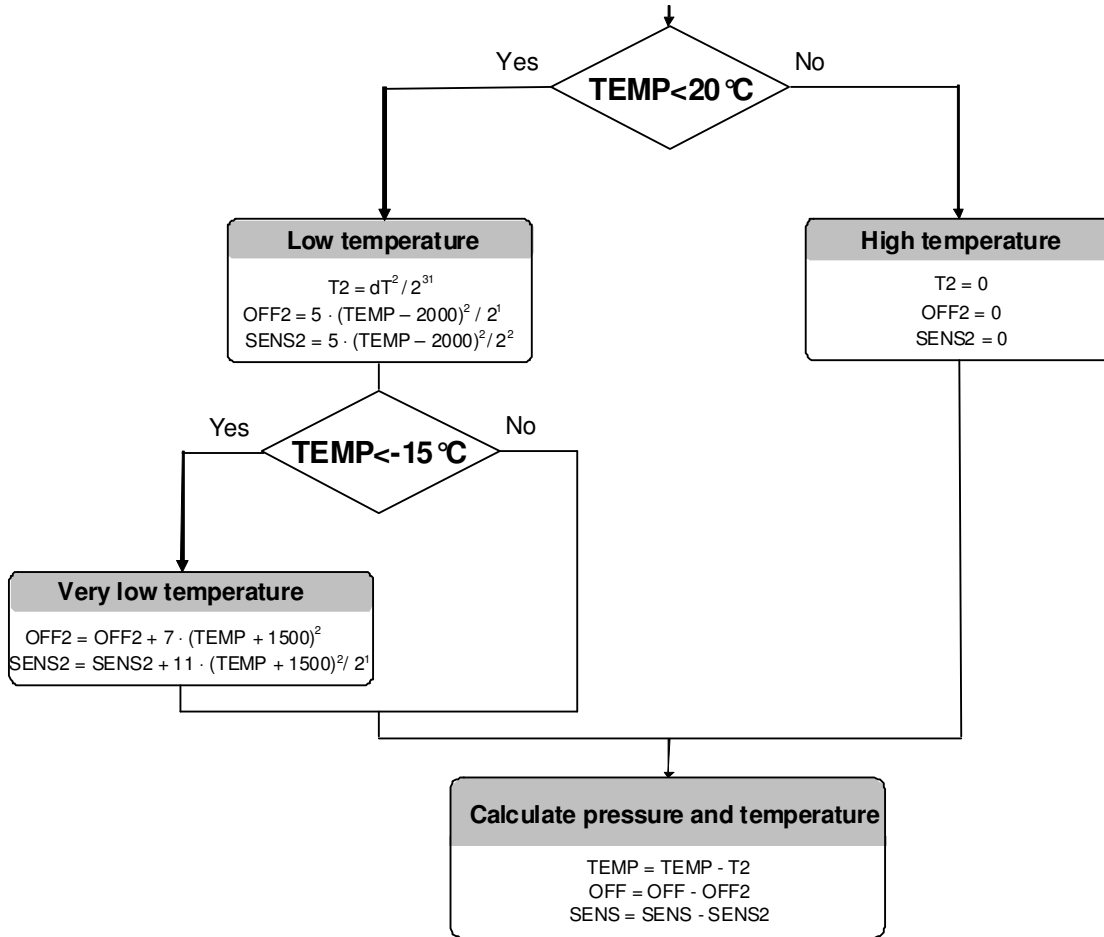 Yes
No
TEMP<20°C
Low temperature
T2 = dT² / 2³¹
OFF2 = 5 ⋅ (TEMP – 2000)² / 2¹
SENS2 = 5 ⋅ (TEMP – 2000)² / 2²
High temperature
T2 = 0
OFF2 = 0
SENS2 = 0
Yes
No
TEMP<-15°C
Very low temperature
OFF2 = OFF2 + 7 ⋅ (TEMP + 1500)²
SENS2 = SENS2 + 11 ⋅ (TEMP + 1500)² / 2¹
Calculate pressure and temperature
TEMP = TEMP - T2
OFF = OFF - OFF2
SENS = SENS - SENS2